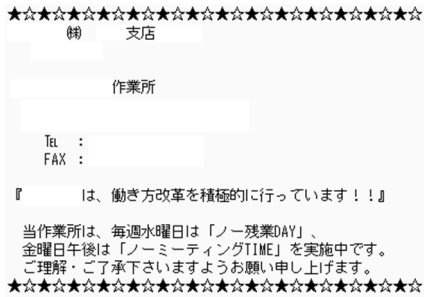 ★☆★☆★☆★☆★☆★☆★☆★☆★☆★☆★☆★☆★☆★☆
㈱ 支店
作業所
℡ :
FAX :
『 は、働き方改革を積極的に行っています！！』
当作業所は、毎週水曜日は「ノー残業DAY」、
金曜日午後は「ノーミーティングTIME」を実施中です。
ご理解・ご了承下さいますようお願い申し上げます。
★☆★☆★☆★☆★☆★☆★☆★☆★☆★☆★☆★☆★☆★☆